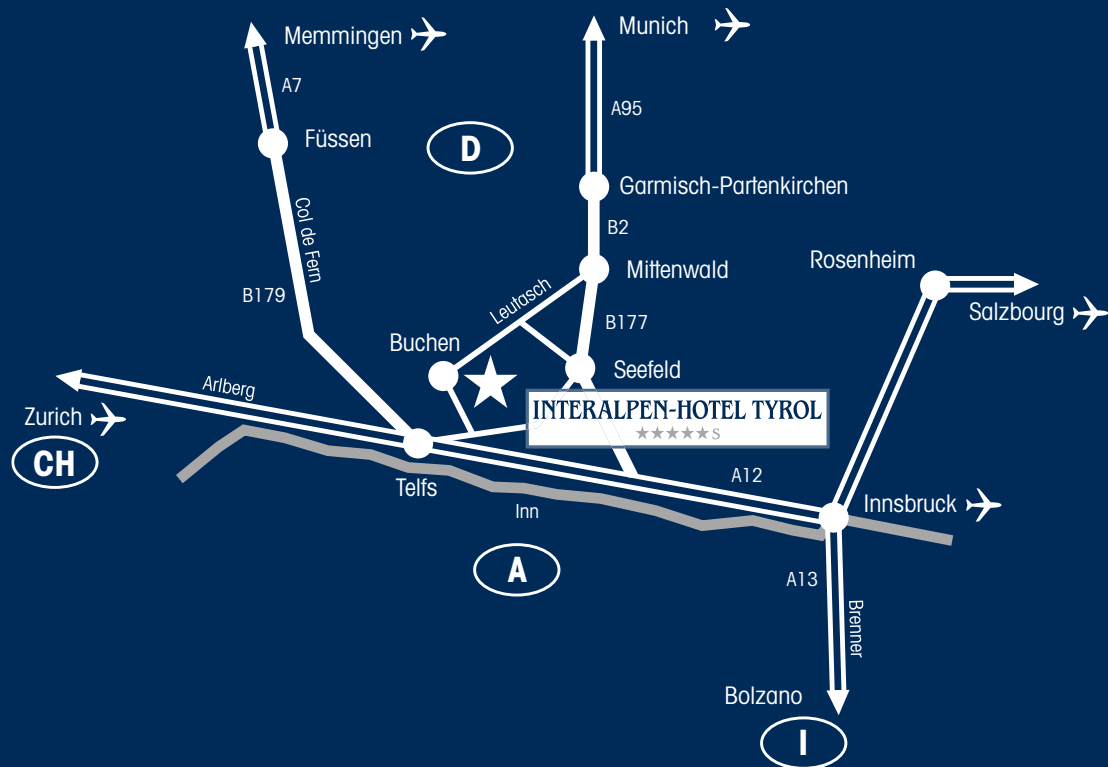 Memmingen
Munich
A7
A95
Füssen
D
Garmisch-Partenkirchen
Col de Fern
B2
Mittenwald
Rosenheim
B179
Leutasch
Salzbourg
B177
Buchen
Seefeld
Arlberg
INTERALPEN-HOTEL TYROL
★★★★★S
Zurich
CH
A12
Telfs
Innsbruck
Inn
A
A13
Brenner
Bolzano
I